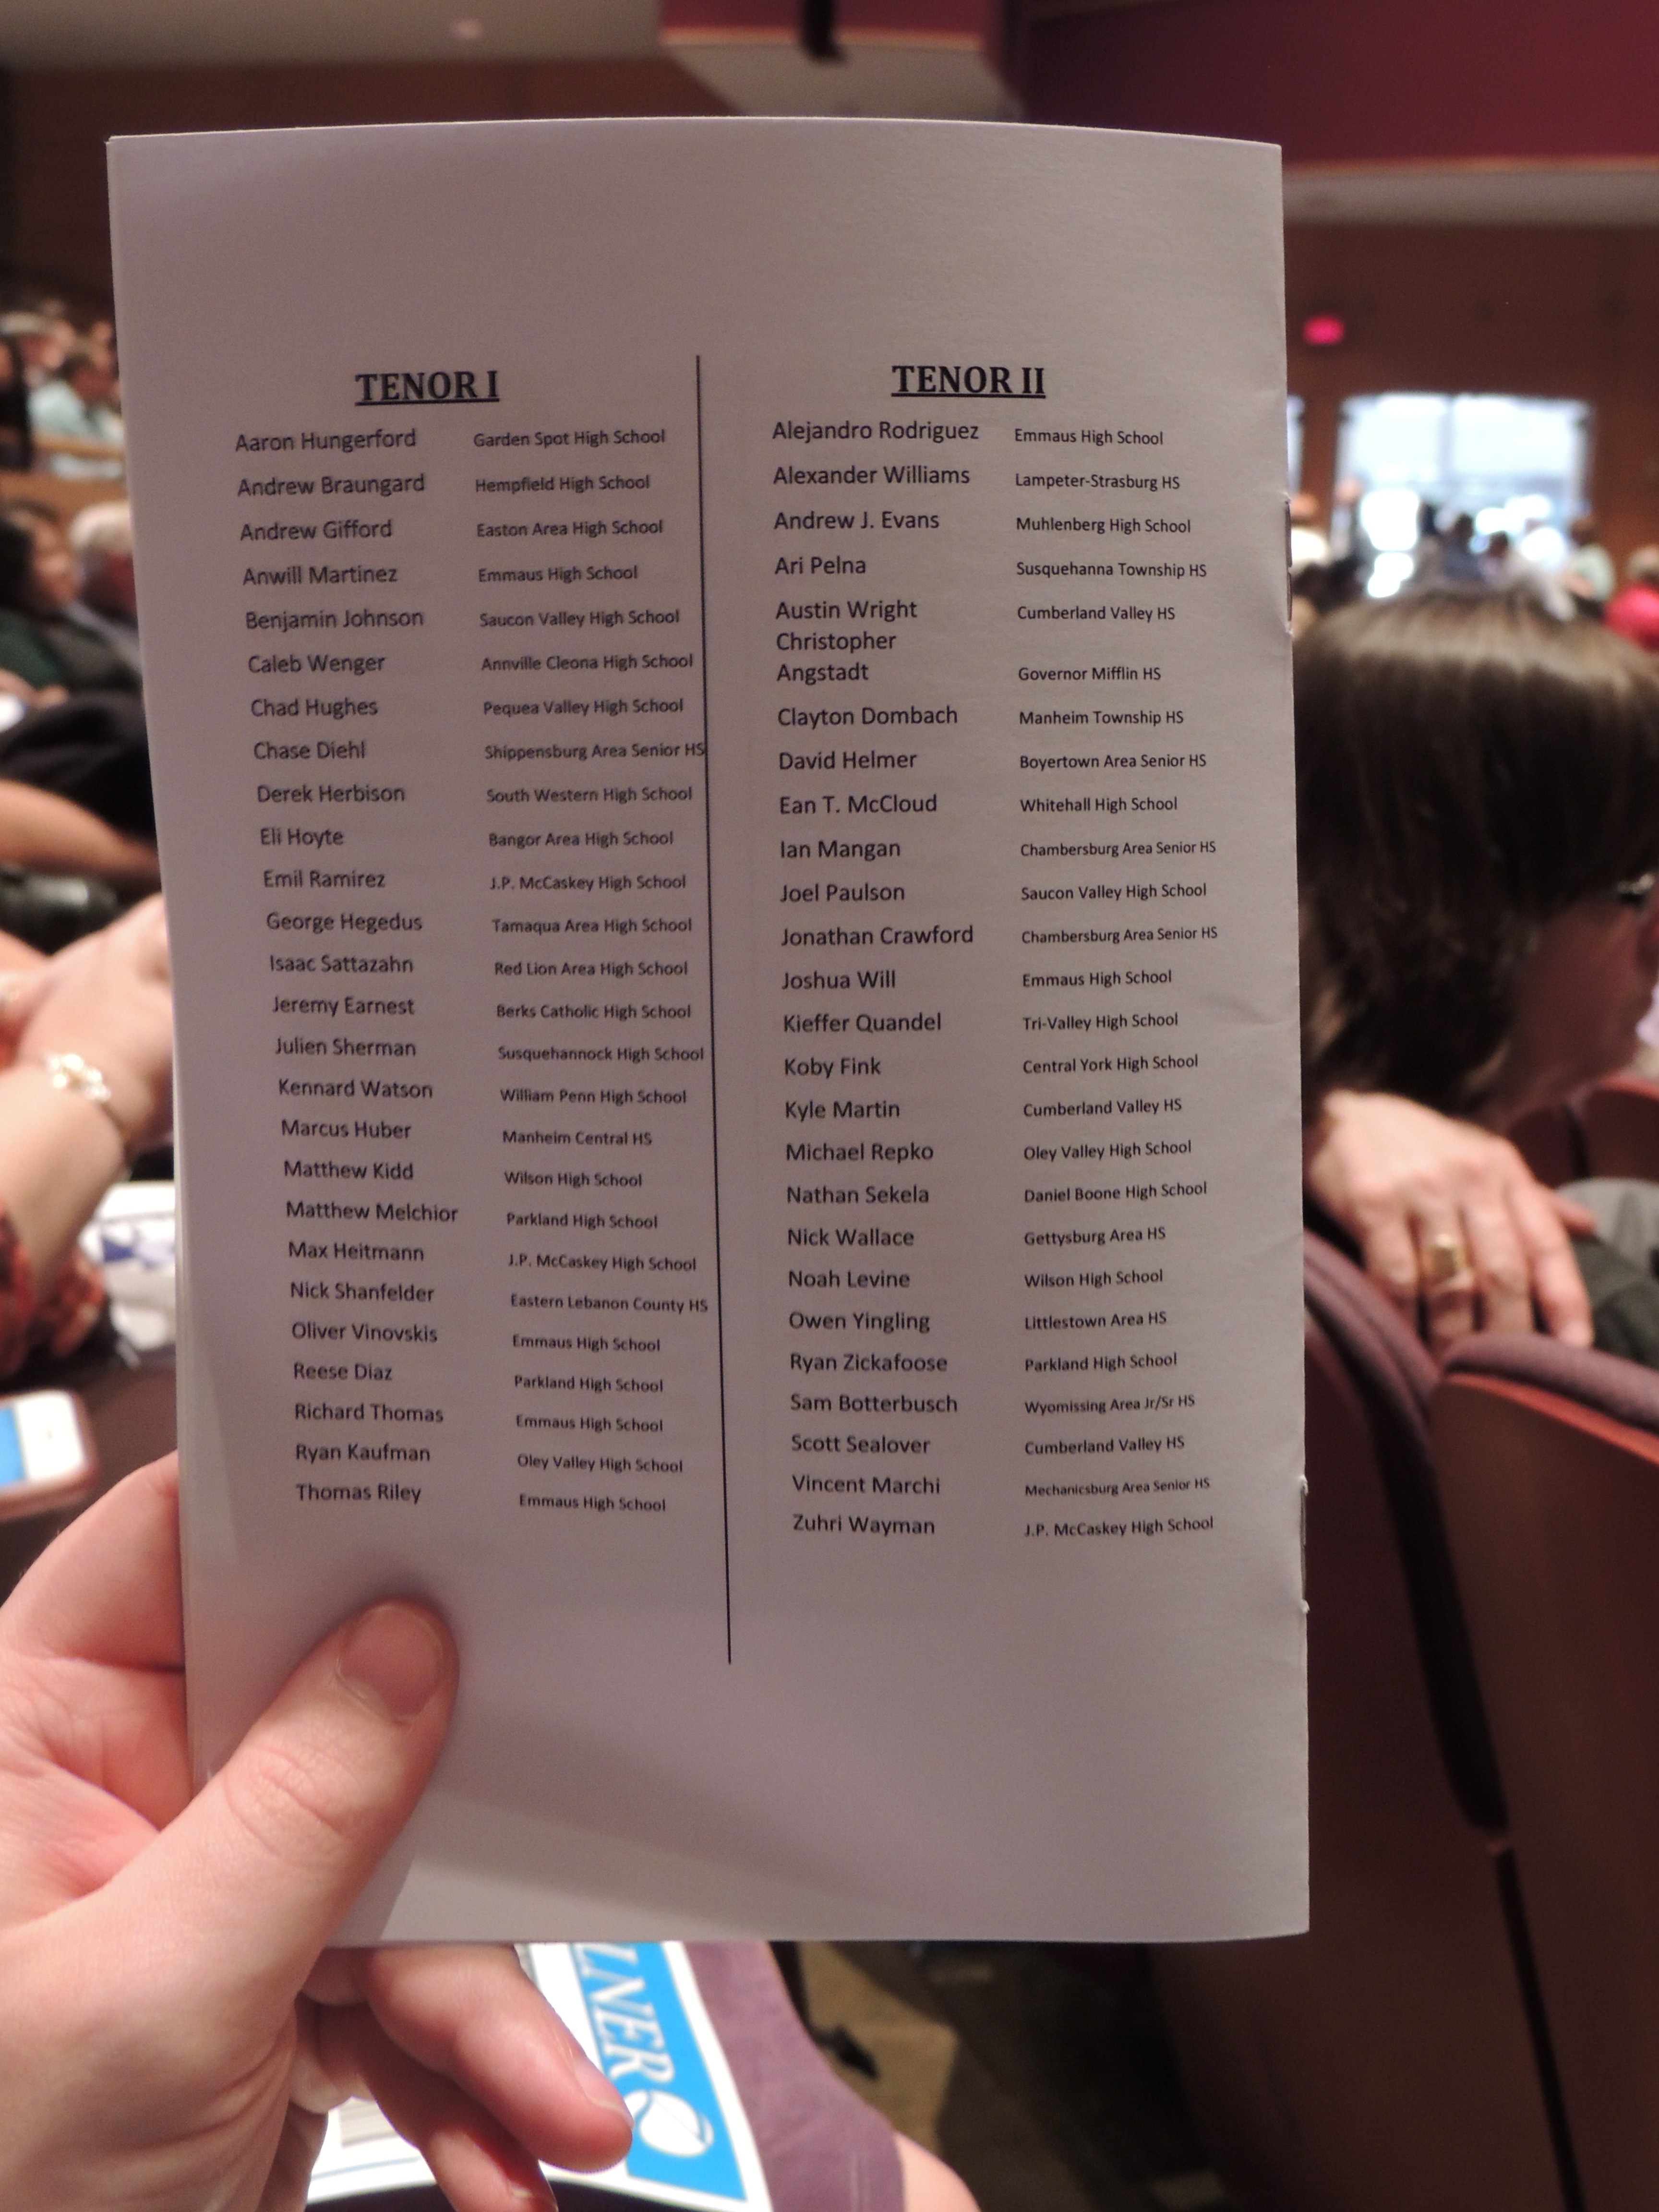 TENOR I
Aaron Hungerford Garden Spot High School
Andrew Braungard Hempfield High School
Andrew Gifford Easton Area High School
Anwill Martinez Emmaus High School
Benjamin Johnson Saucon Valley High School
Caleb Wenger Annville Cleona High School
Chad Hughes Pequea Valley High School
Chase Diehl Shippensburg Area Senior HS
Derek Herbison South Western High School
Eli Hoyte Bangor Area High School
Emil Ramirez J.P. McCaskey High School
George Hegedus Tamaqua Area High School
Isaac Sattazahn Red Lion Area High School
Jeremy Earnest Berks Catholic High School
Julien Sherman Susquehannock High School
Kennard Watson William Penn High School
Marcus Huber Manheim Central HS
Matthew Kidd Wilson High School
Matthew Melchior Parkland High School
Max Heitmann J.P. McCaskey High School
Nick Shanfelder Eastern Lebanon County HS
Oliver Vinovskis Emmaus High School
Reese Diaz Parkland High School
Richard Thomas Emmaus High School
Ryan Kaufman Oley Valley High School
Thomas Riley Emmaus High School
TENOR II
Alejandro Rodriguez Emmaus High School
Alexander Williams Lampeter-Strasburg HS
Andrew J. Evans Muhlenberg High School
Ari Pelna Susquehanna Township HS
Austin Wright Cumberland Valley HS
Christopher
Angstadt Governor Mifflin HS
Clayton Dombach Manheim Township HS
David Helmer Boyertown Area Senior HS
Ean T. McCloud Whitehall High School
Ian Mangan Chambersburg Area Senior HS
Joel Paulson Saucon Valley High School
Jonathan Crawford Chambersburg Area Senior HS
Joshua Will Emmaus High School
Kieffer Quandel Tri-Valley High School
Koby Fink Central York High School
Kyle Martin Cumberland Valley HS
Michael Repko Oley Valley High School
Nathan Sekela Daniel Boone High School
Nick Wallace Gettysburg Area HS
Noah Levine Wilson High School
Owen Yingling Littlestown Area HS
Ryan Zickafoose Parkland High School
Sam Botterbusch Wyomissing Area Jr/Sr HS
Scott Sealover Cumberland Valley HS
Vincent Marchi Mechanicsburg Area Senior HS
Zuhri Wayman J.P. McCaskey High School